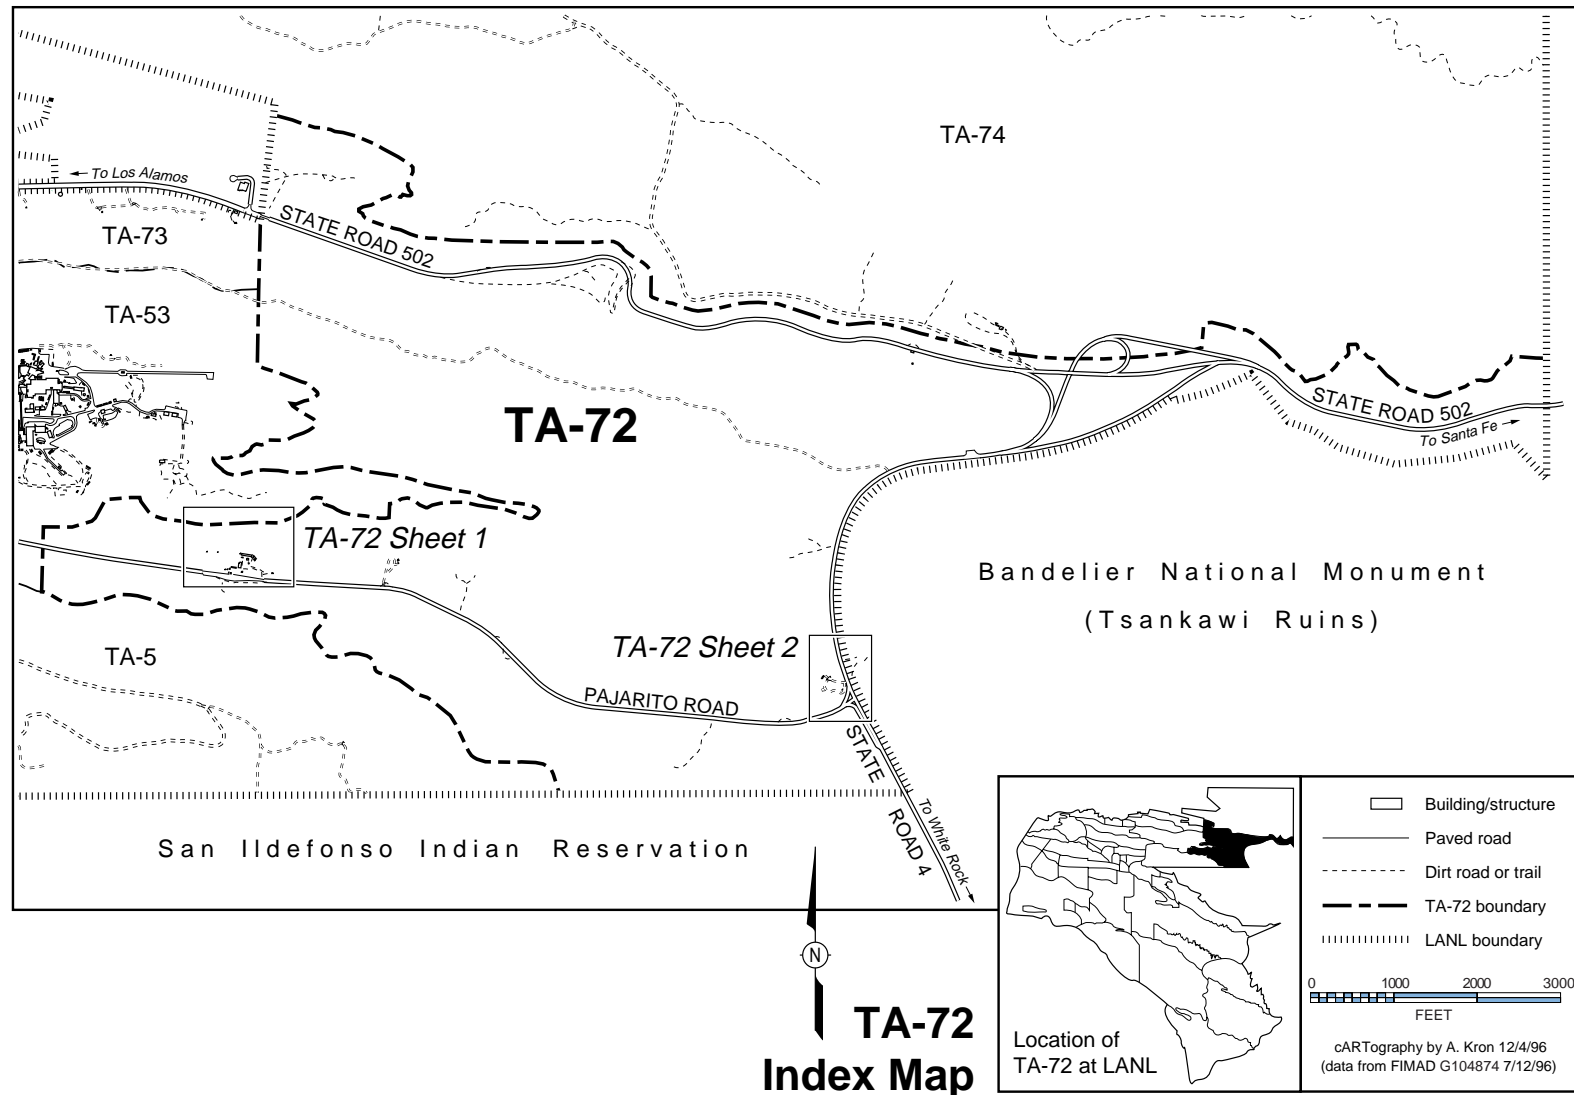 TA-74
To Los Alamos
STATE ROAD 502
TA-73
TA-53
TA-72
STATE ROAD 502
To Santa Fe
TA-72 Sheet 1
Bandelier National Monument
(Tsankawi Ruins)
TA-5
TA-72 Sheet 2
PAJARITO ROAD
STATE
ROAD 4
To White Rock
San Ildefonso Indian Reservation
N
TA-72
Index Map
Location of
TA-72 at LANL
Building/structure
Paved road
Dirt road or trail
TA-72 boundary
LANL boundary
0 1000 2000 3000
FEET
cARTography by A. Kron 12/4/96
(data from FIMAD G104874 7/12/96)